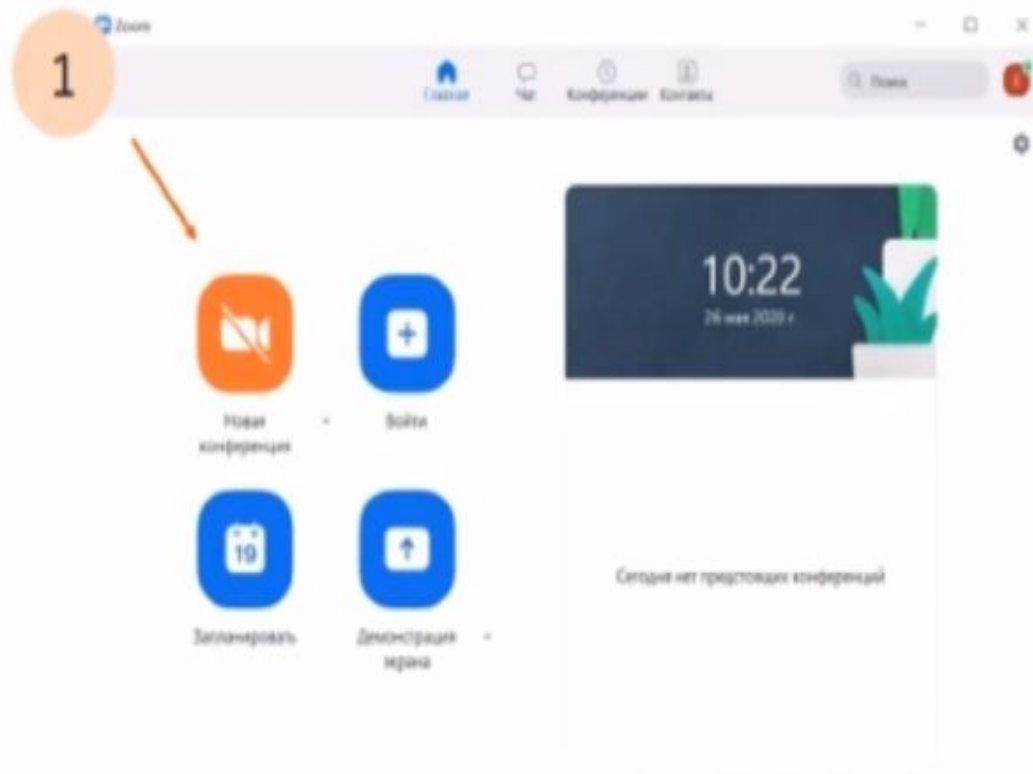 1
Zoom
Главная
Чат
Конференции
Контакты
Поиск
10:22
26 мая 2020 г.
Новая
конференция
Войти
19
Запланировать
Демонстрация
экрана
Сегодня нет предстоящих конференций